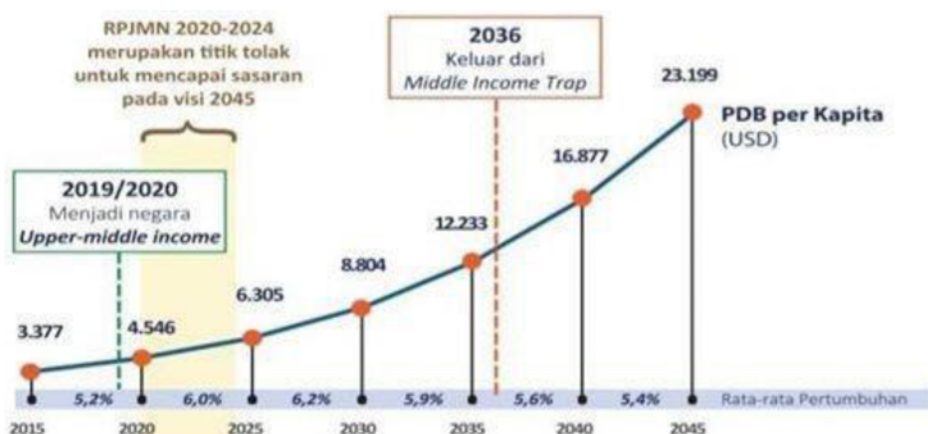 RPJMN 2020-2024
merupakan titik tolak
untuk mencapai sasaran
pada visi 2045
2036
Keluar dari
Middle Income Trap
2019/2020
Menjadi negara
Upper-middle income
3.377
4.546
6.305
8.804
12.233
16.877
23.199
PDB per Kapita
(USD)
5,2% 6,0% 6,2% 5,9% 5,6% 5,4% Rata-rata Pertumbuhan
2015 2020 2025 2030 2035 2040 2045